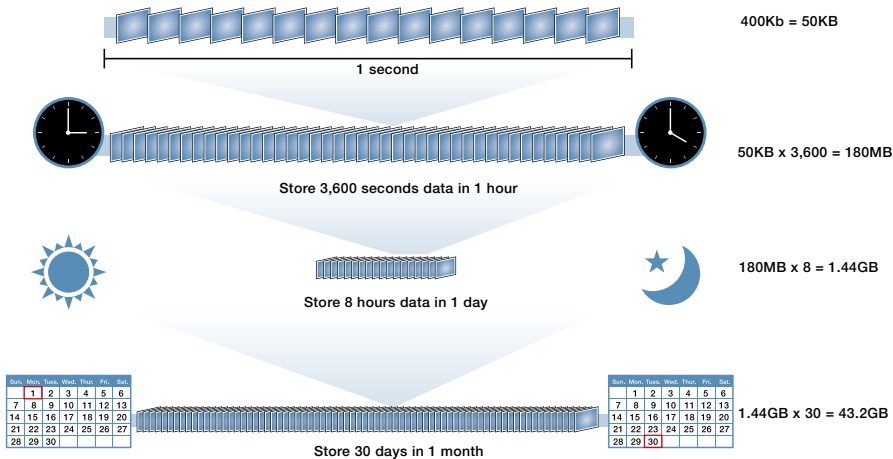 400Kb = 50KB
1 second
50KB x 3,600 = 180MB
Store 3,600 seconds data in 1 hour
180MB x 8 = 1.44GB
Store 8 hours data in 1 day
Sun. Mon. Tues. Wed. Thur. Fri. Sat.
1 2 3 4 5 6
7 8 9 10 11 12 13
14 15 16 17 18 19 20
21 22 23 24 25 26 27
28 29 30
Sun. Mon. Tues. Wed. Thur. Fri. Sat.
1 2 3 4 5 6
7 8 9 10 11 12 13
14 15 16 17 18 19 20
21 22 23 24 25 26 27
28 29 30
1.44GB x 30 = 43.2GB
Store 30 days in 1 month